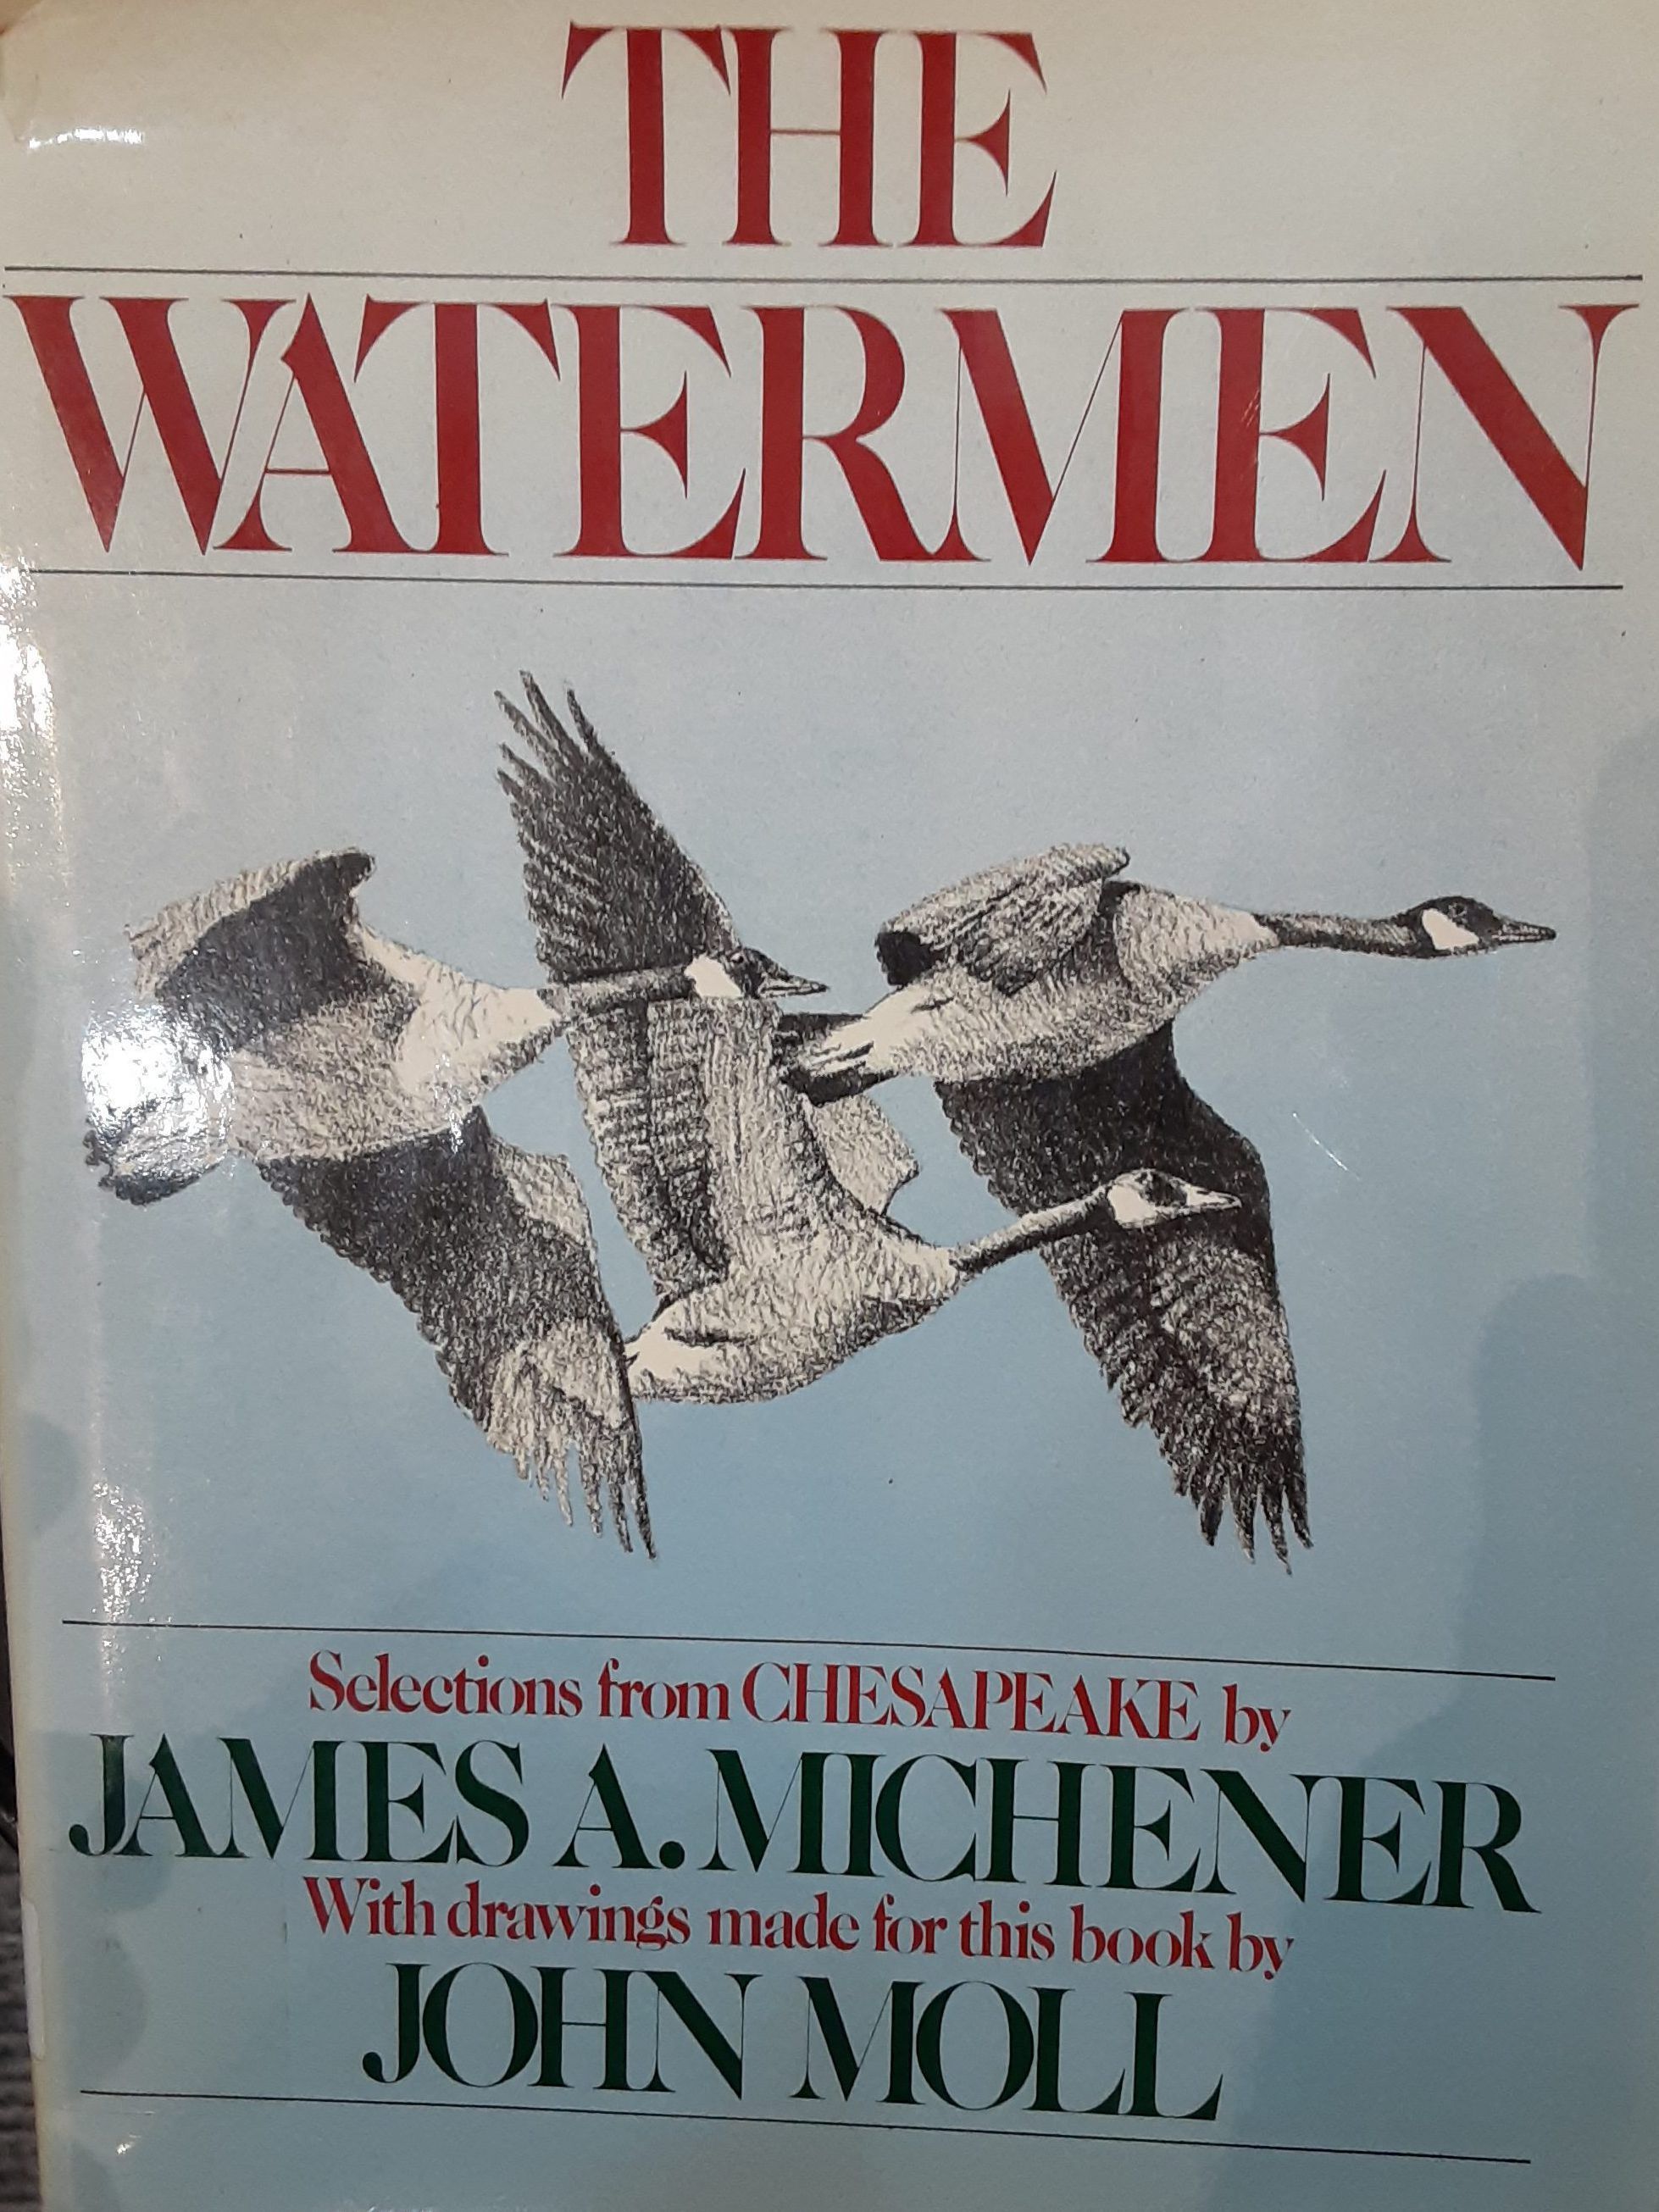 THE
WATERMEN
Selections from CHESAPEAKE by
JAMES A. MICHENER
With drawings made for this book by
JOHN MOLL